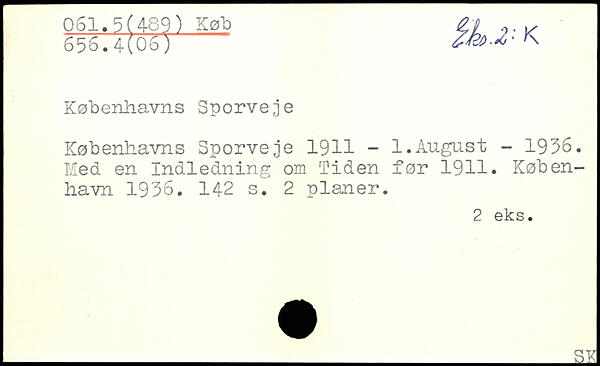 061.5(489) Køb
Eks. 2: K
656.4(06)
Københavns Sporveje
Københavns Sporveje 1911 - 1.August - 1936.
Med en Indledning om Tiden før 1911. Køben-
havn 1936. 142 s. 2 planer.
2 eks.
SK